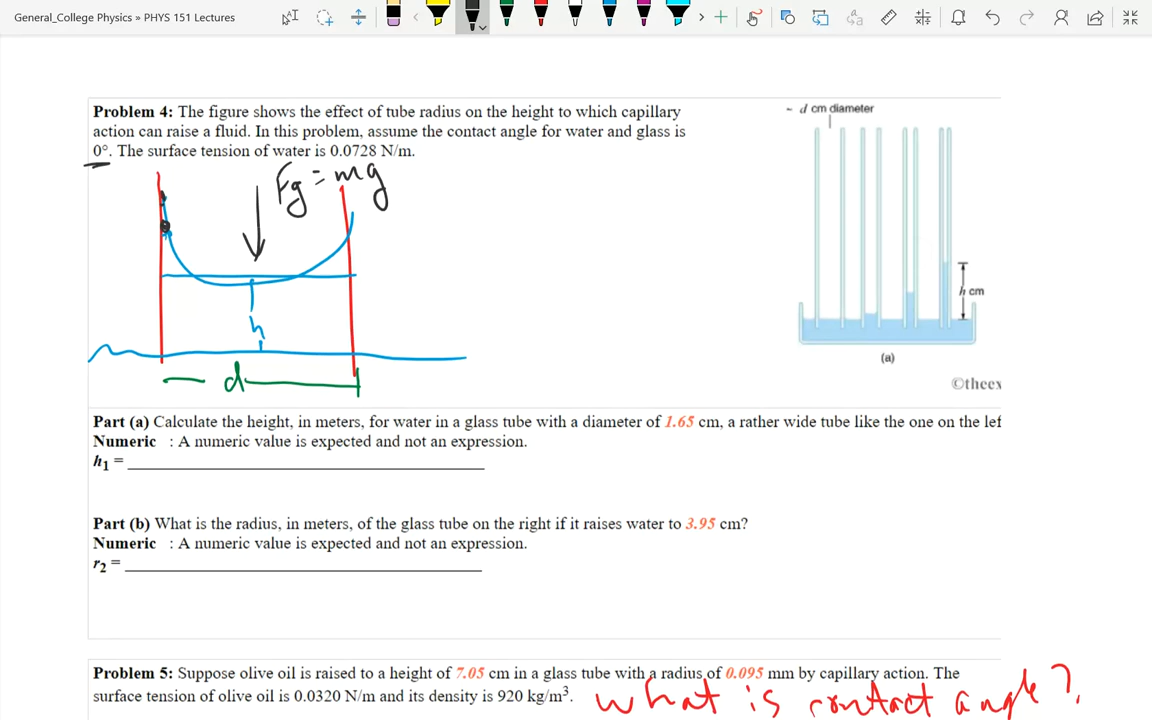 General_College Physics » PHYS 151 Lectures
Problem 4: The figure shows the effect of tube radius on the height to which capillary
action can raise a fluid. In this problem, assume the contact angle for water and glass is
0°. The surface tension of water is 0.0728 N/m.
Fg = mg
h
d
d cm diameter
h cm
(a)
©theex
Part (a) Calculate the height, in meters, for water in a glass tube with a diameter of 1.65 cm, a rather wide tube like the one on the lef
Numeric : A numeric value is expected and not an expression.
h1 =
Part (b) What is the radius, in meters, of the glass tube on the right if it raises water to 3.95 cm?
Numeric : A numeric value is expected and not an expression.
r2 =
Problem 5: Suppose olive oil is raised to a height of 7.05 cm in a glass tube with a radius of 0.095 mm by capillary action. The
surface tension of olive oil is 0.0320 N/m and its density is 920 kg/m³.
What is contact angle?